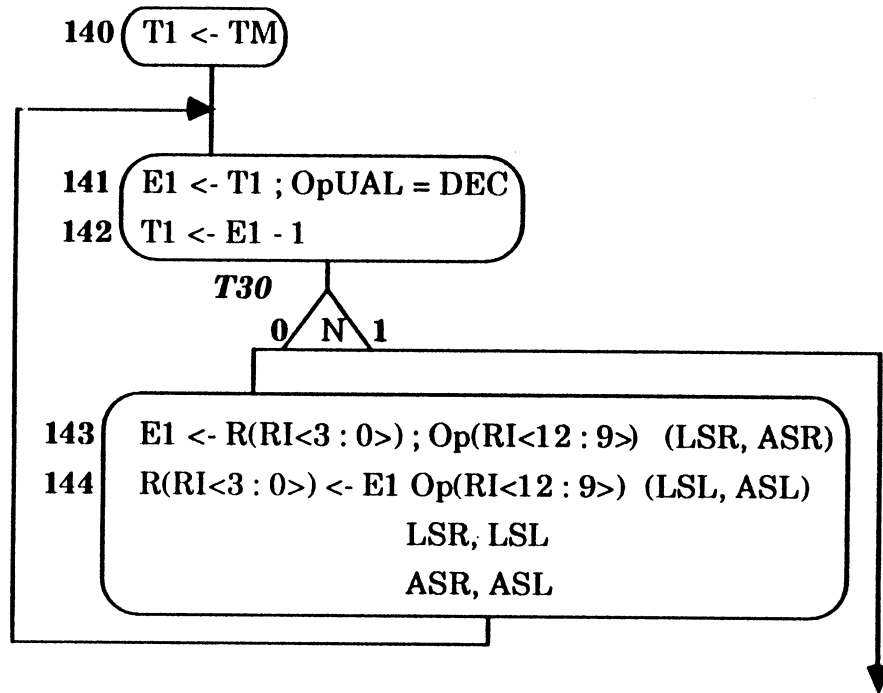 140 T1 <- TM
141 E1 <- T1 ; OpUAL = DEC
142 T1 <- E1 - 1
T30
0 N 1
143 E1 <- R(RI<3 : 0>) ; Op(RI<12 : 9>) (LSR, ASR)
144 R(RI<3 : 0>) <- E1 Op(RI<12 : 9>) (LSL, ASL)
LSR, LSL
ASR, ASL